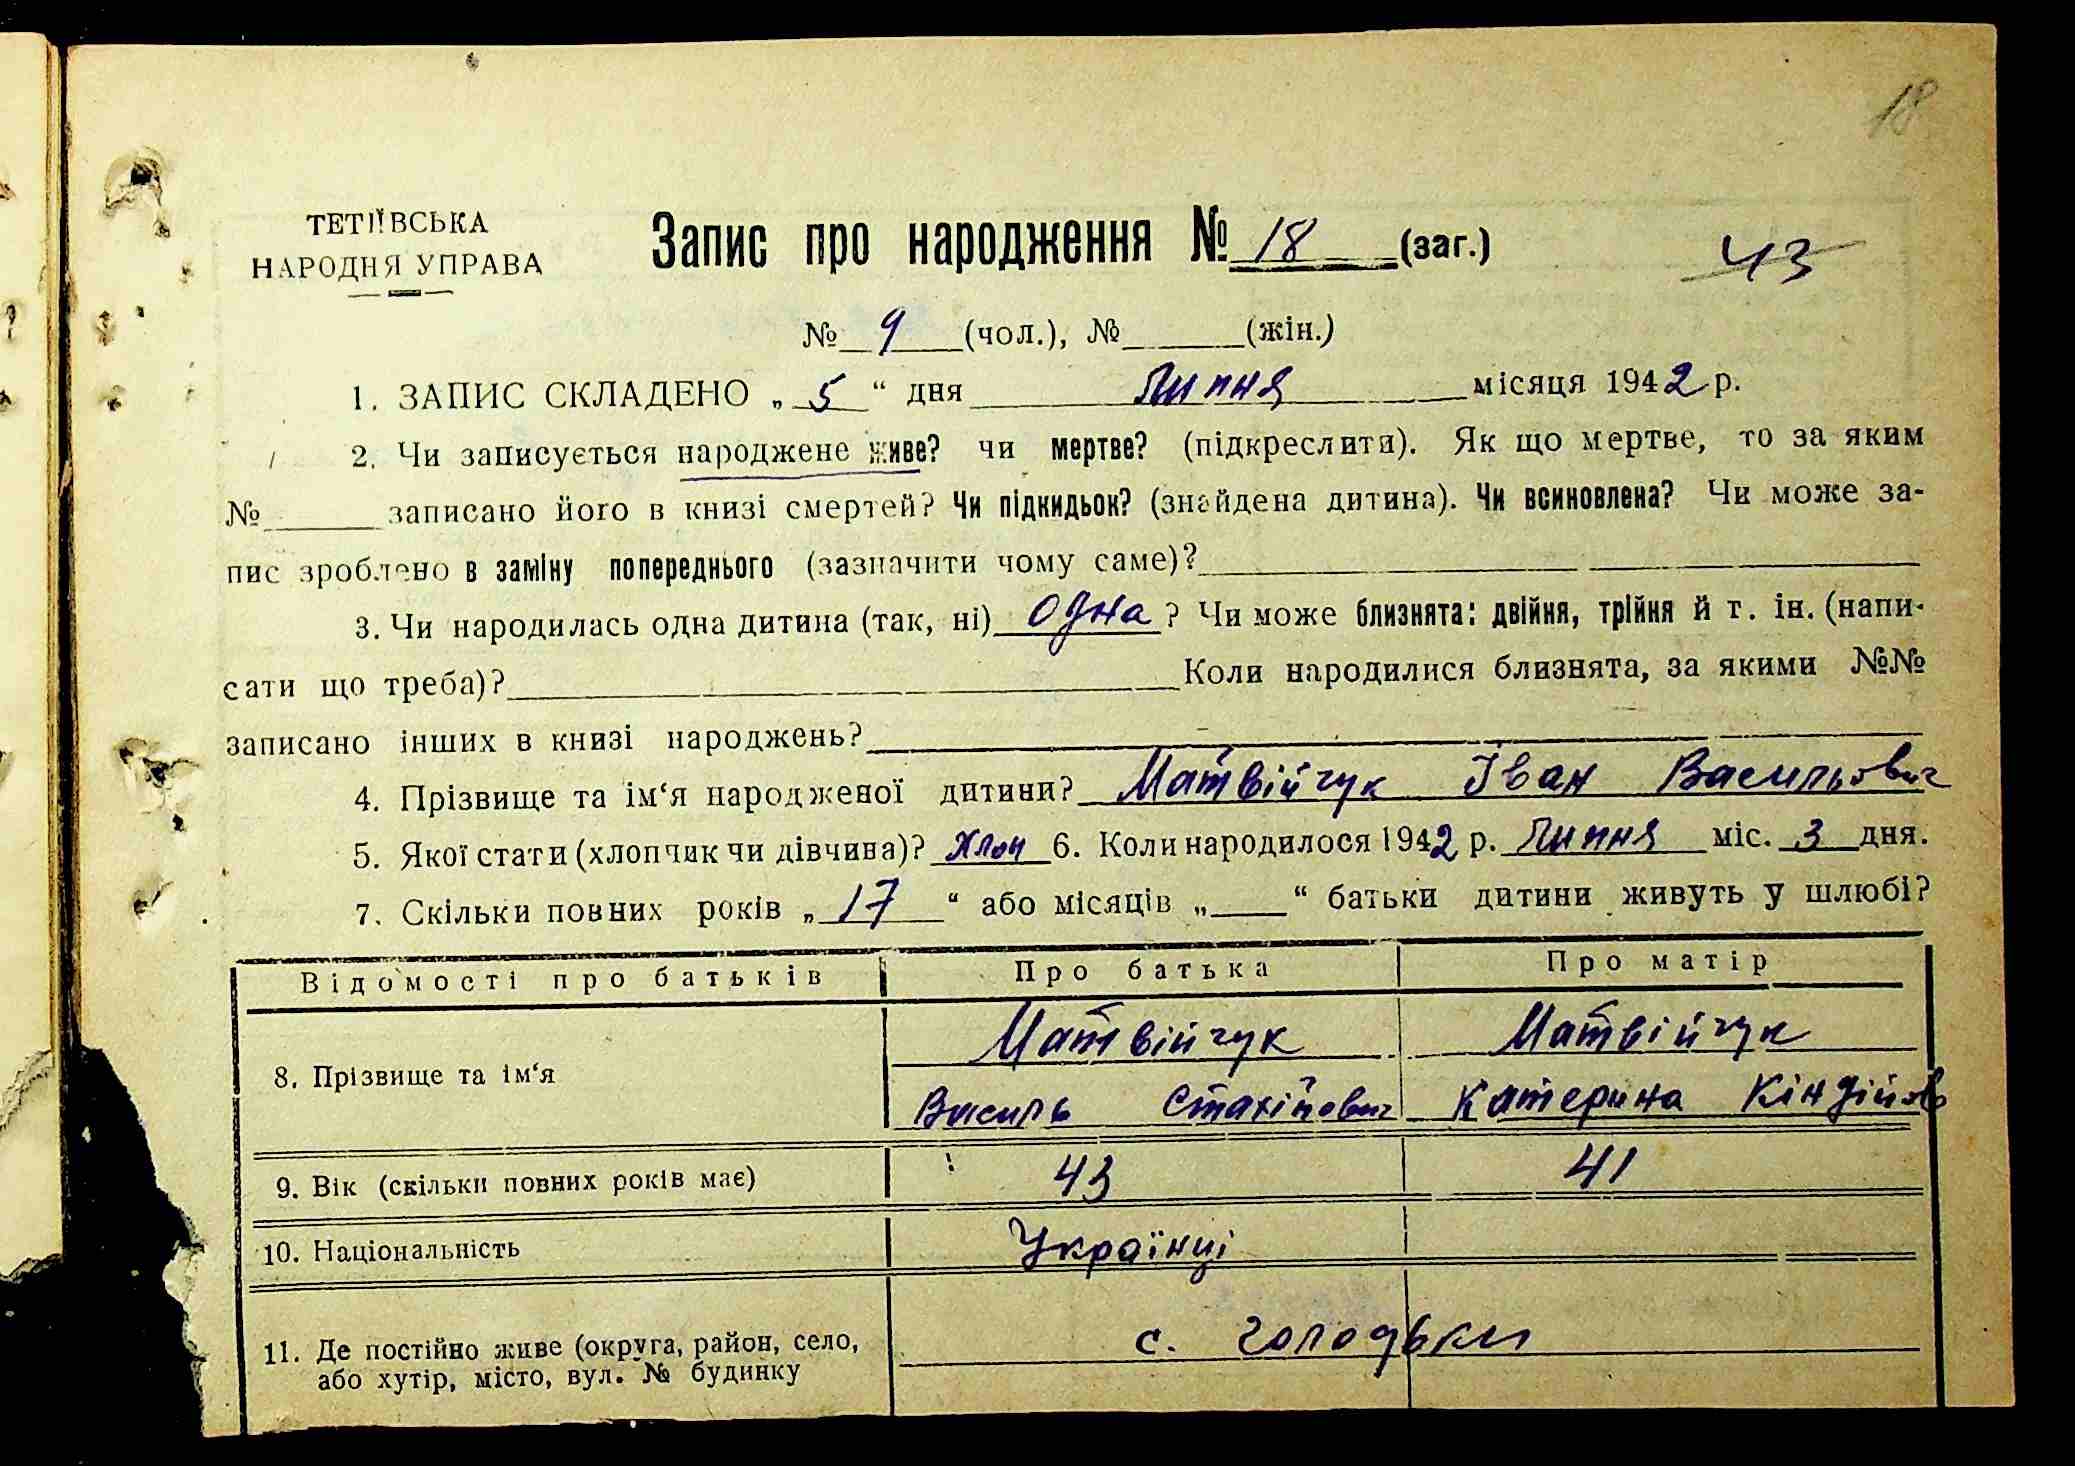 18
ТЕТІЇВСЬКА
НАРОДНЯ УПРАВА
Запис про народження № 18 (заг.)
43
№ 9 (чол.), № (жін.)
1. ЗАПИС СКЛАДЕНО „ 5 “ дня липня місяця 1942 р.
2. Чи записується народжене живе? чи мертве? (підкреслити). Як що мертве, то за яким
№ записано його в книзі смертей? Чи підкидьок? (знайдена дитина). Чи всиновлена? Чи може за-
пис зроблено в заміну попереднього (зазначити чому саме)?
3. Чи народилась одна дитина (так, ні) одна ? Чи може близнята: двійня, трійня й т. ін. (напи-
сати що треба)? Коли народилися близнята, за якими №№
записано інших в книзі народжень?
4. Прізвище та ім‘я народженої дитини? Матвійчук Іван Васильович
5. Якої стати (хлопчик чи дівчина)? хлоп 6. Коли народилося 1942 р. липня міс. 3 дня.
7. Скільки повних років „ 17 “ або місяців „ “ батьки дитини живуть у шлюбі?
Відомості про батьків Про батька Про матір
Матвійчук Матвійчук
8. Прізвище та ім‘я
Василь Стахійович Катерина Кіндійов
9. Вік (скільки повних років має) 43 41
10. Національність Українці
11. Де постійно живе (округа, район, село, с. Голодьки
або хутір, місто, вул. № будинку